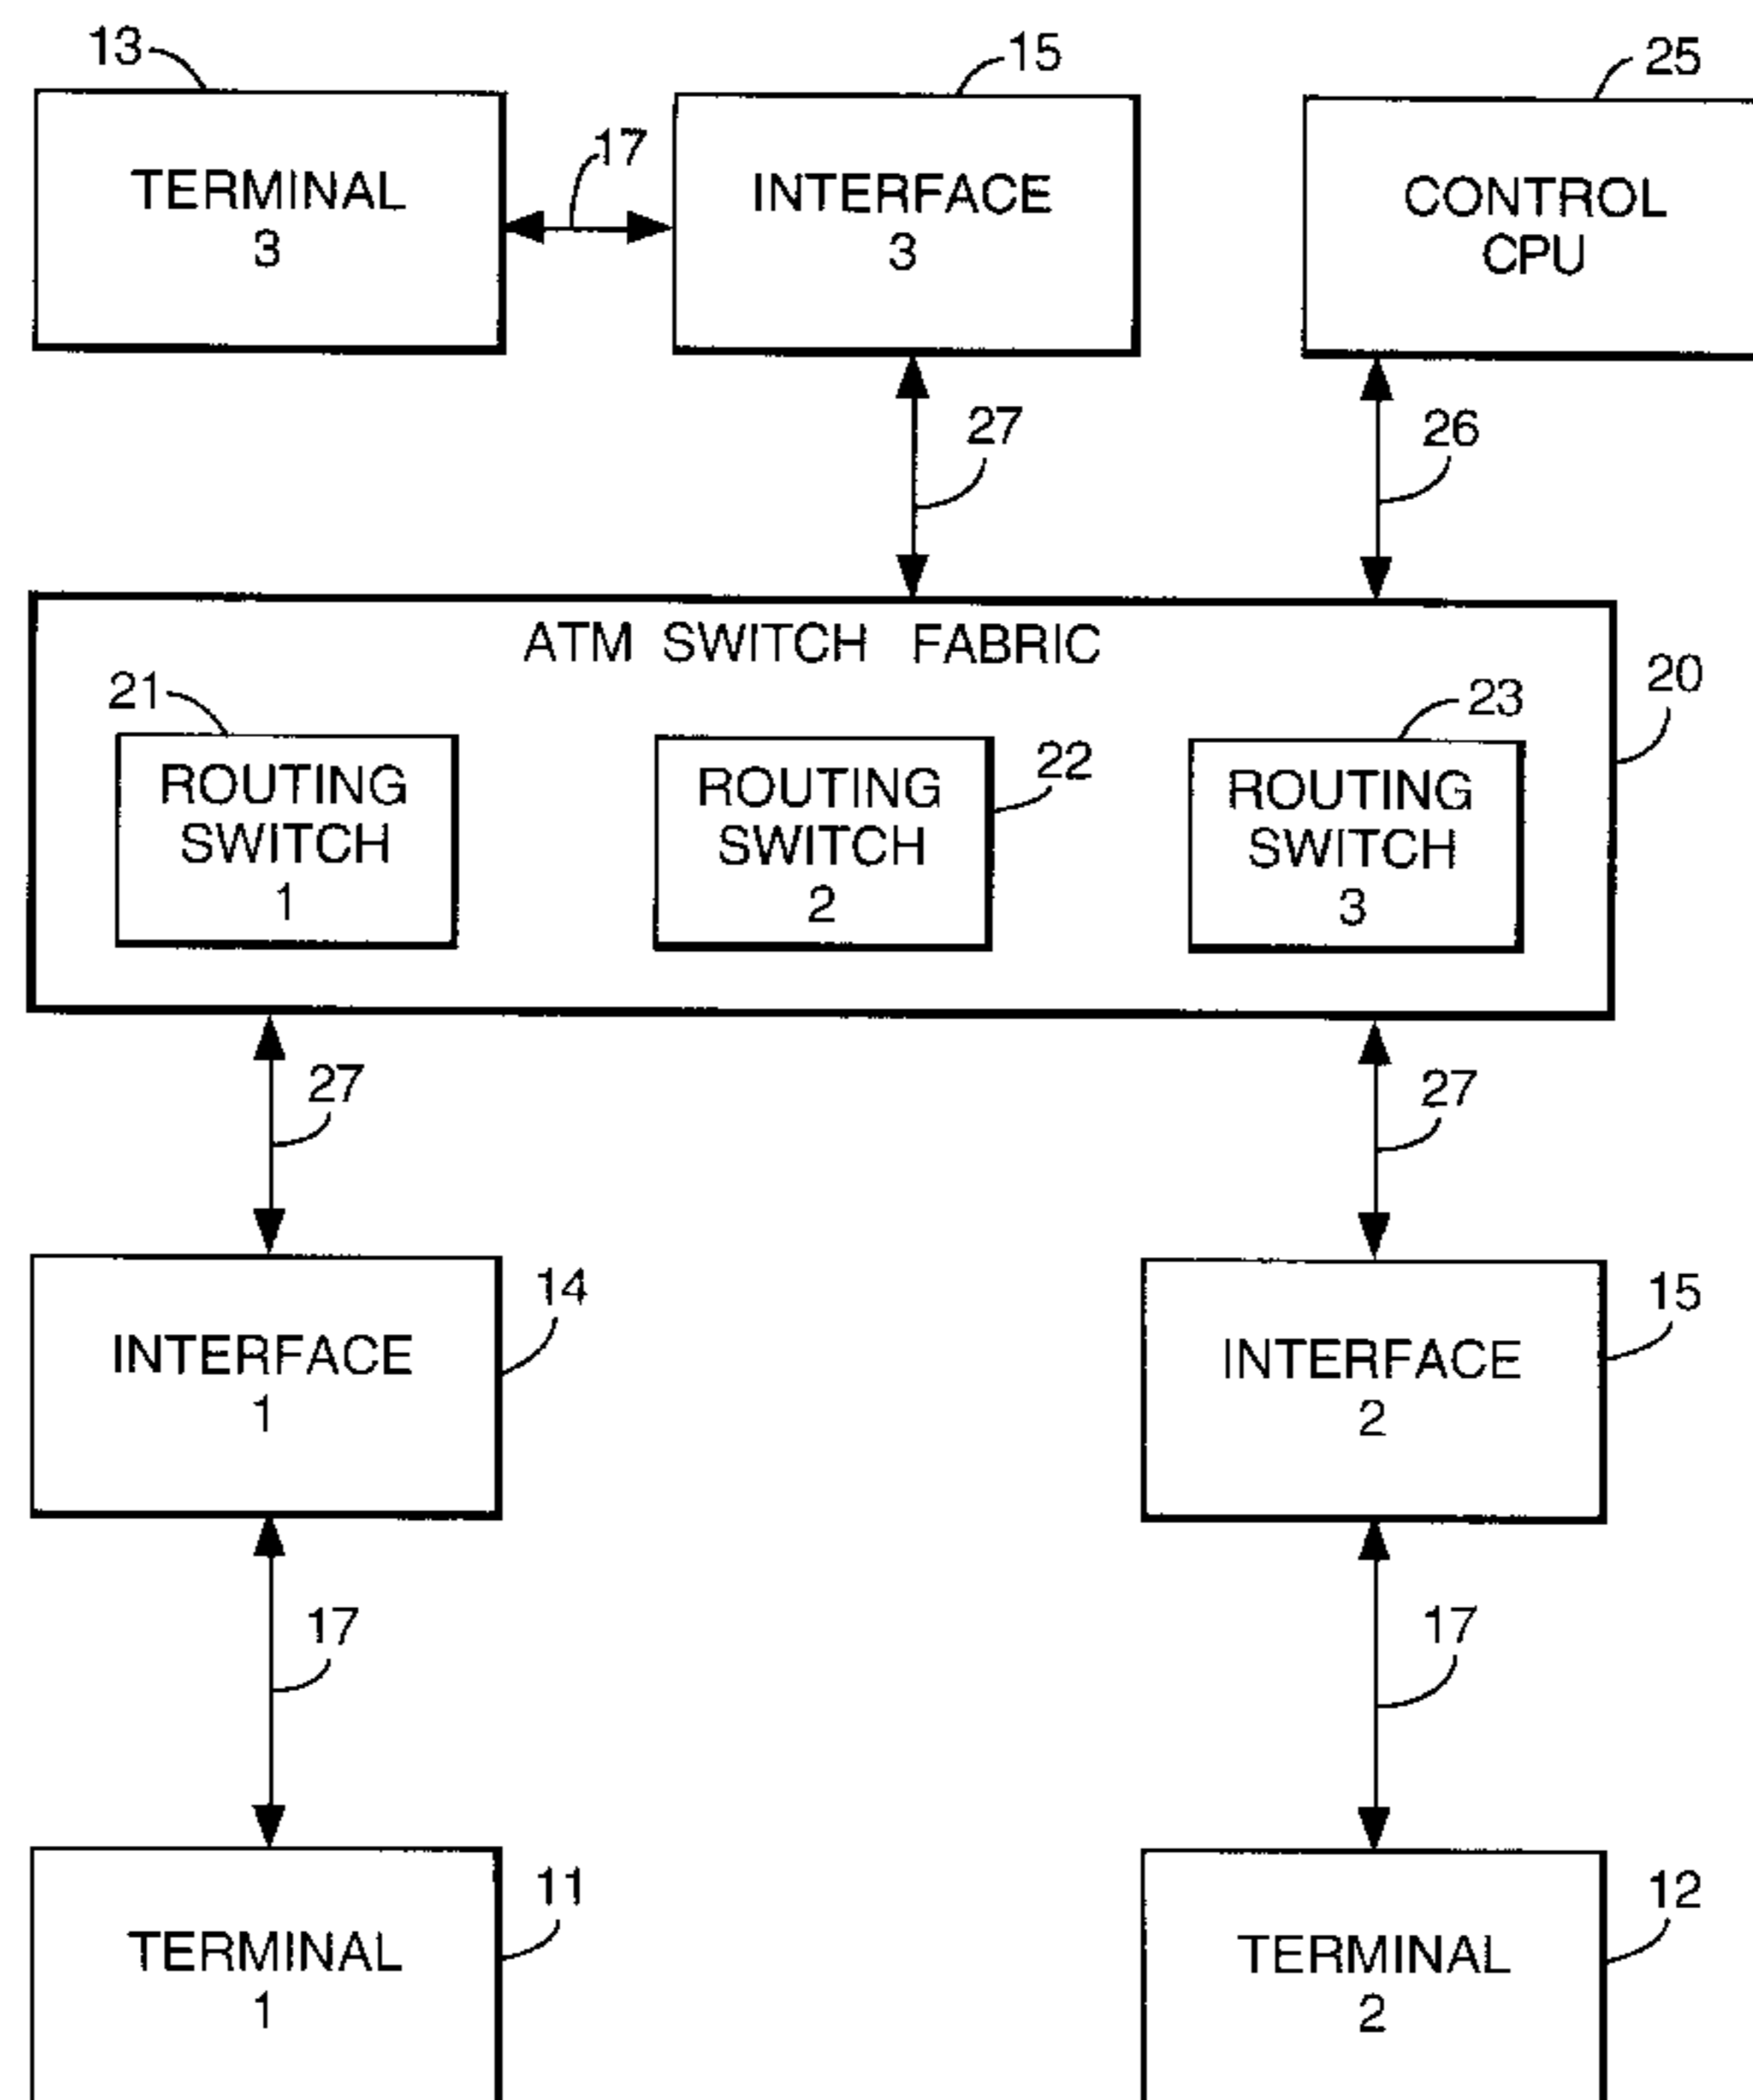 13
15
25
17
TERMINAL
3
INTERFACE
3
CONTROL
CPU
27
26
ATM SWITCH FABRIC
20
21
22
23
ROUTING
SWITCH
1
ROUTING
SWITCH
2
ROUTING
SWITCH
3
27
27
14
15
INTERFACE
1
INTERFACE
2
17
17
11
12
TERMINAL
1
TERMINAL
2